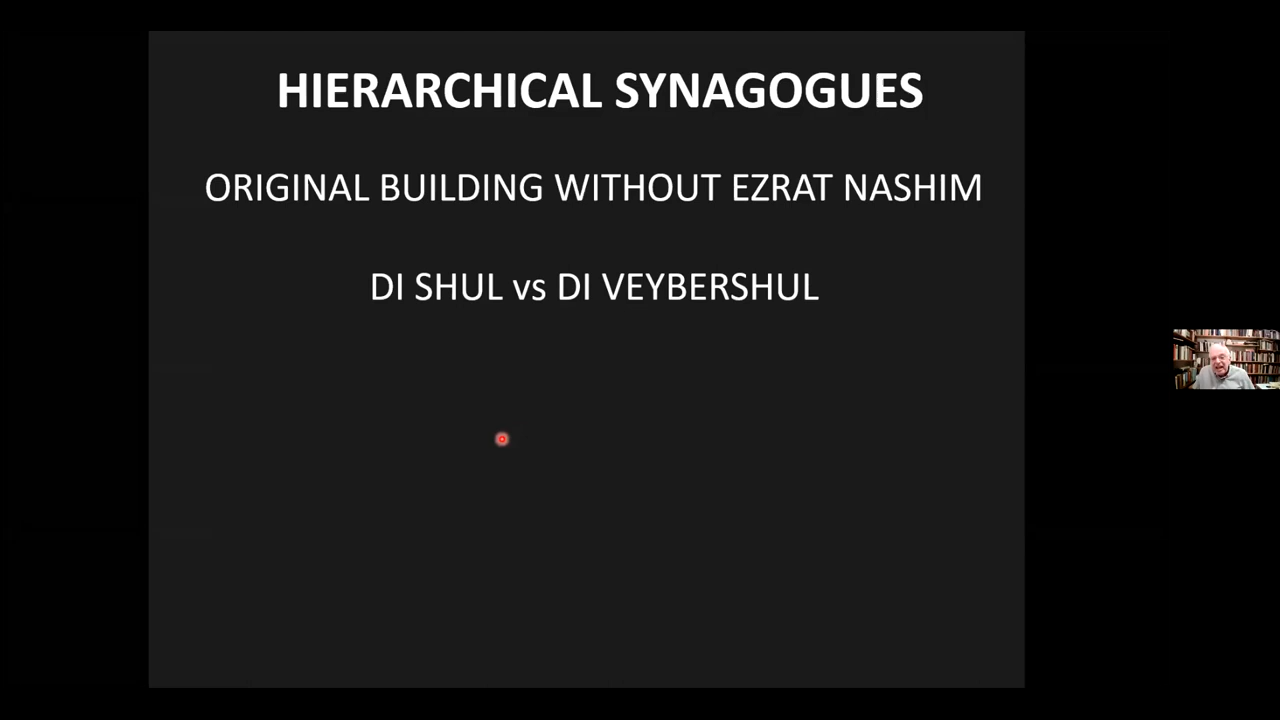 HIERARCHICAL SYNAGOGUES
ORIGINAL BUILDING WITHOUT EZRAT NASHIM
DI SHUL vs DI VEYBERSHUL